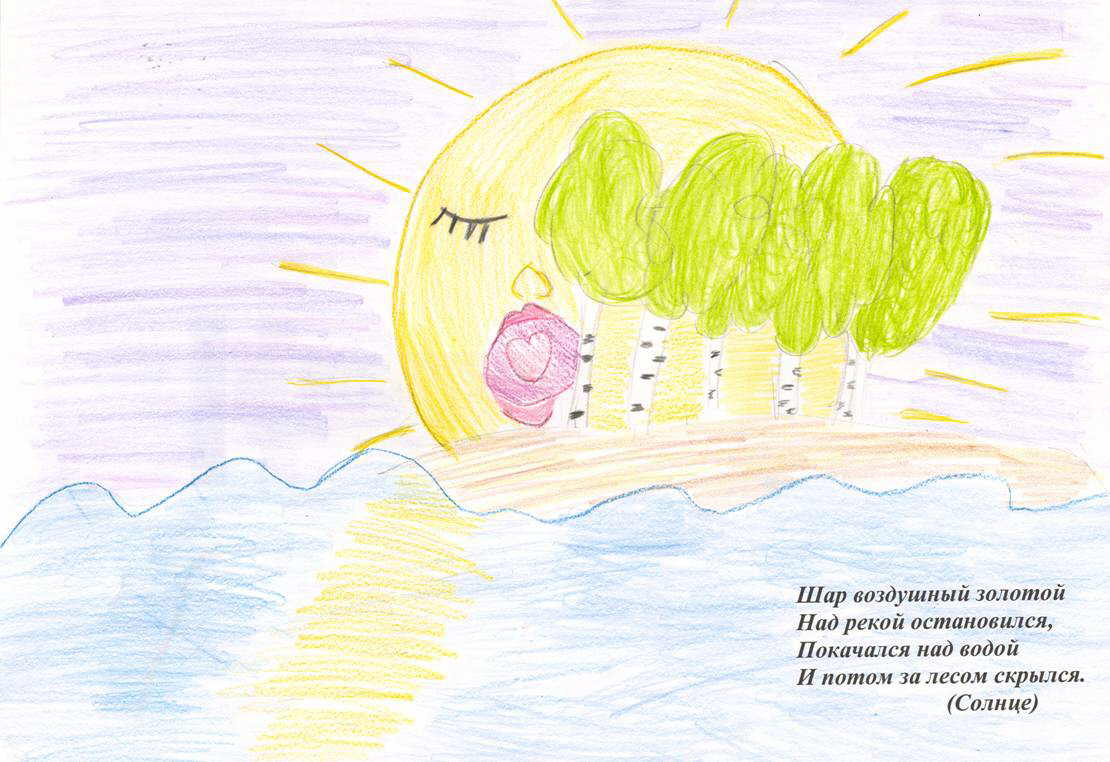 Шар воздушный золотой
Над рекой остановился,
Покачался над водой
И потом за лесом скрылся.
(Солнце)